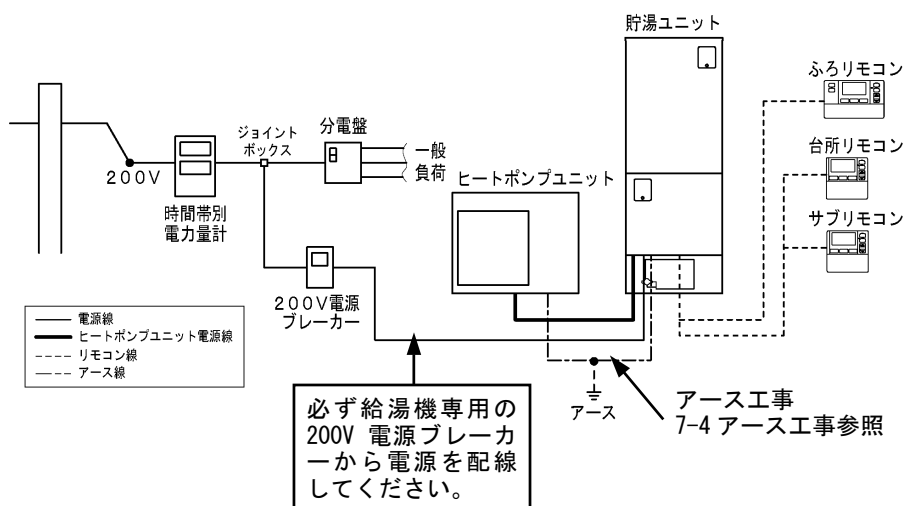 貯湯ユニット
ふろリモコン
ジョイント
ボックス
分電盤
一般
負荷
台所リモコン
200V
ヒートポンプユニット
時間帯別
電力量計
サブリモコン
200V電源
ブレーカー
電源線
ヒートポンプユニット電源線
リモコン線
アース線
必ず給湯機専用の
200V 電源ブレーカ
ーから電源を配線
してください。
アース
アース工事
7-4 アース工事参照